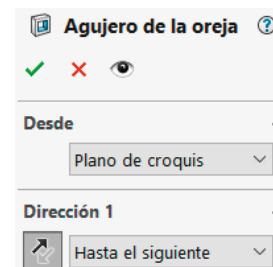 Agujero de la oreja
Desde
Plano de croquis
Dirección 1
Hasta el siguiente